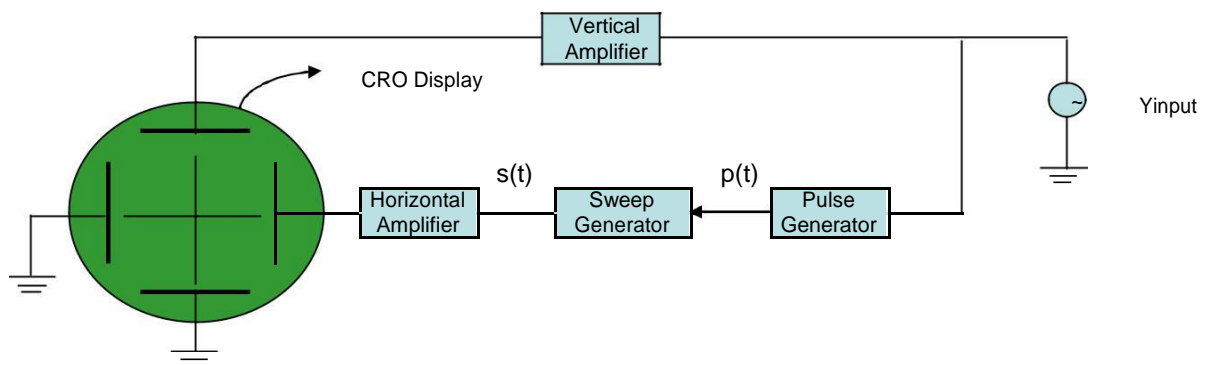 Vertical
Amplifier
CRO Display
~
Yinput
s(t)
p(t)
Horizontal
Amplifier
Sweep
Generator
Pulse
Generator